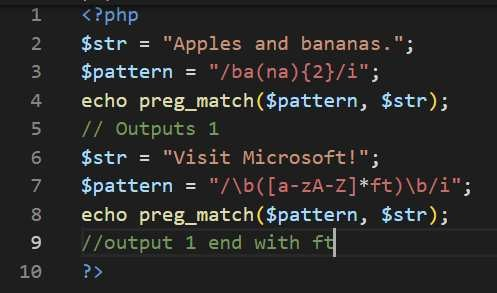 1 <?php
2 $str = "Apples and bananas.";
3 $pattern = "/ba(na){2}/i";
4 echo preg_match($pattern, $str);
5 // Outputs 1
6 $str = "Visit Microsoft!";
7 $pattern = "/\b([a-zA-Z]*ft)\b/i";
8 echo preg_match($pattern, $str);
9 //output 1 end with ft
10 ?>